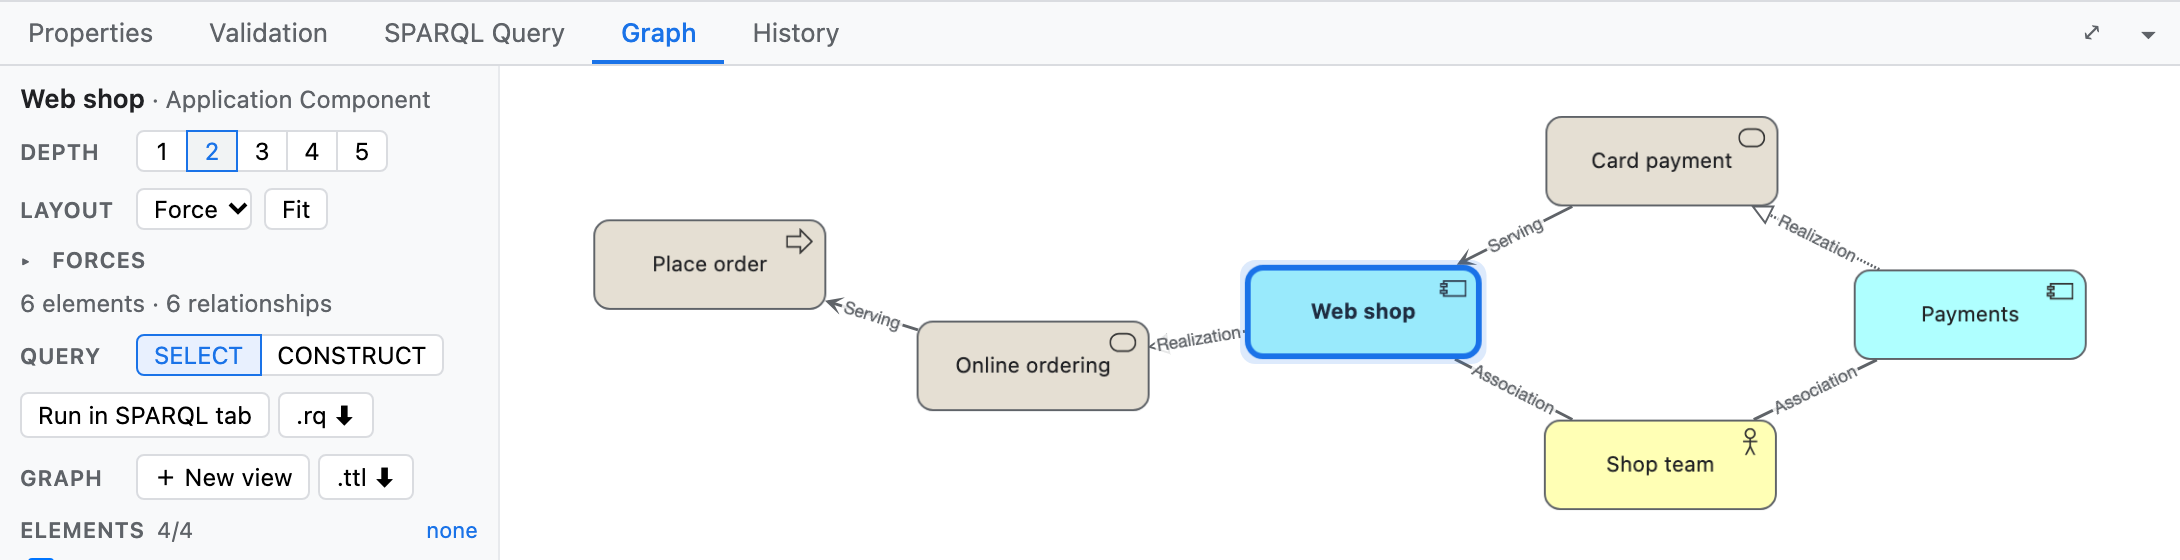 Properties
Validation
SPARQL Query
Graph
History
Web shop · Application Component
DEPTH 1 2 3 4 5
LAYOUT Force Fit
FORCES
6 elements · 6 relationships
QUERY SELECT CONSTRUCT
Run in SPARQL tab .rq ⬇
GRAPH + New view .ttl ⬇
ELEMENTS 4/4 none
Card payment
Serving
Realization
Place order
Serving
Online ordering
Realization
Web shop
Payments
Association
Association
Shop team